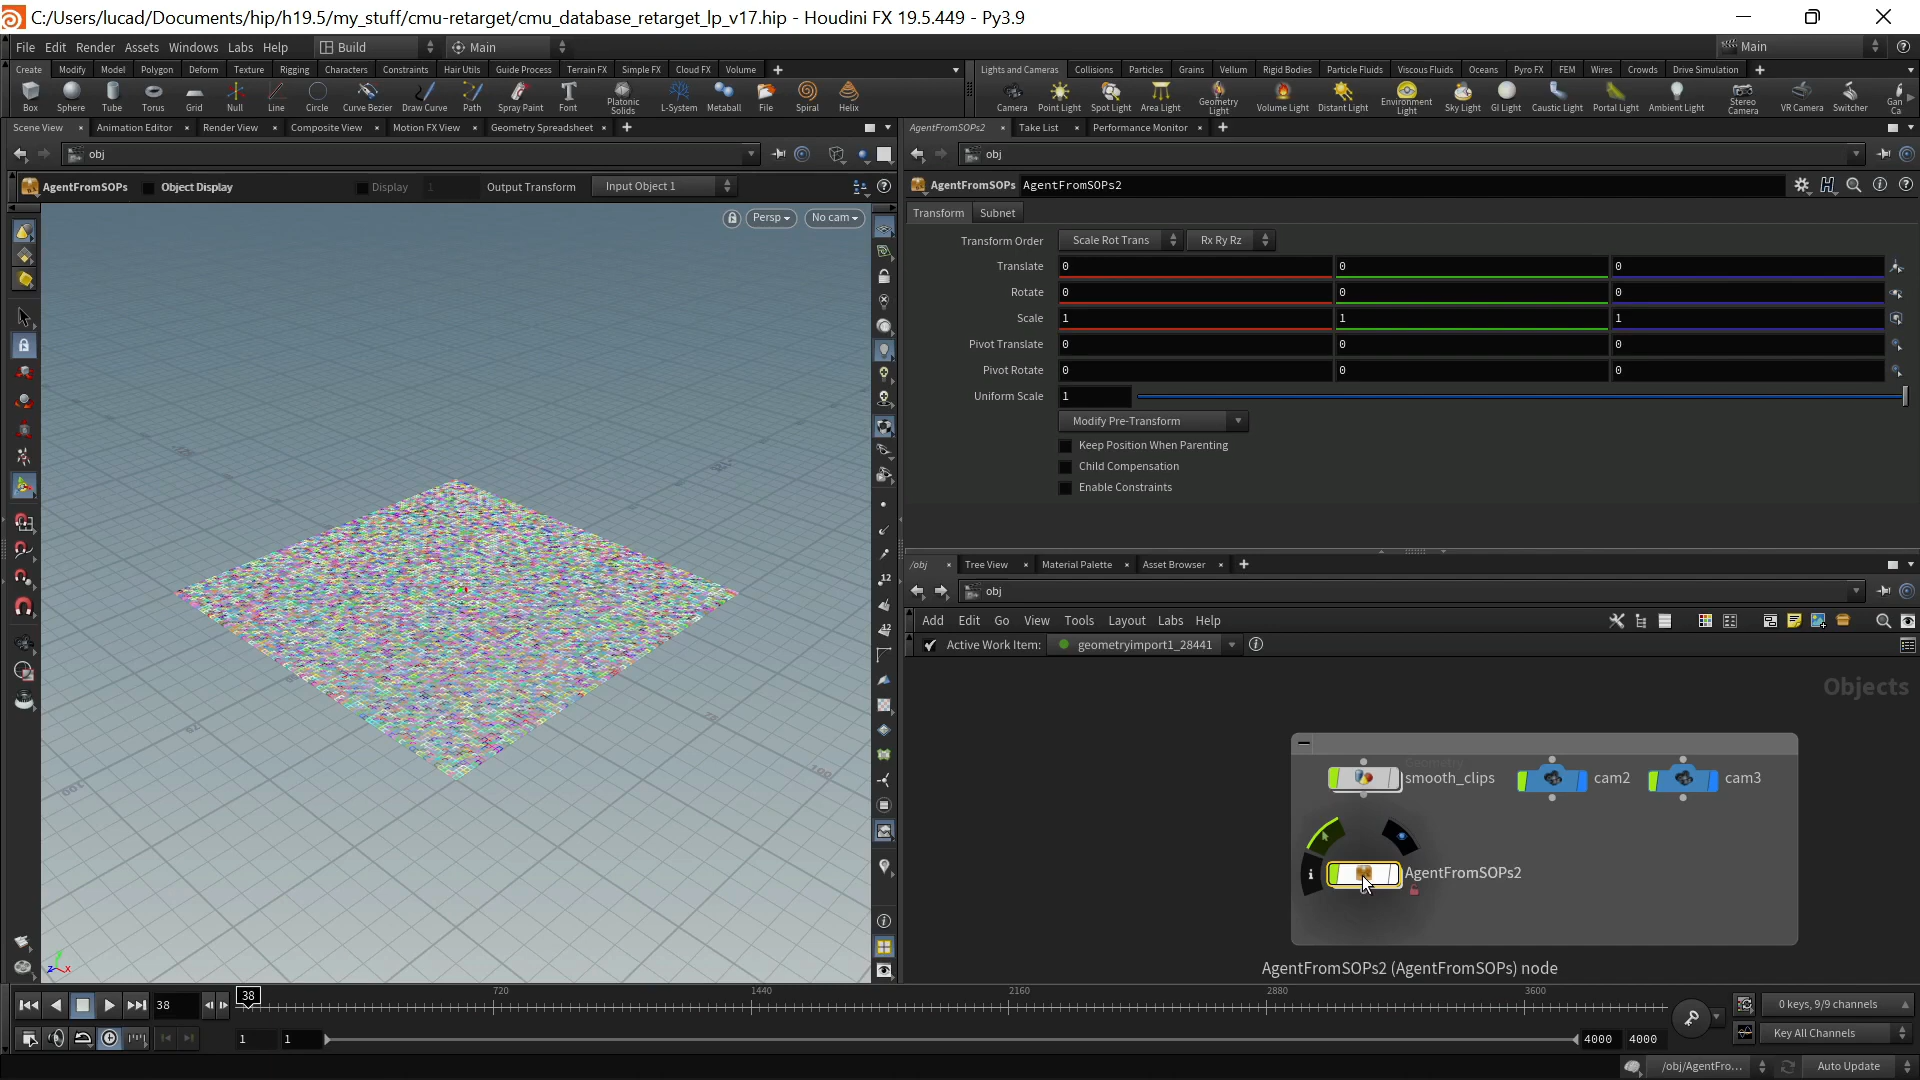 C:/Users/lucad/Documents/hip/h19.5/my_stuff/cmu-retarget/cmu_database_retarget_lp_v17.hip - Houdini FX 19.5.449 - Py3.9
File Edit Render Assets Windows Labs Help Build Main Main
Create Modify Model Polygon Deform Texture Rigging Characters Constraints Hair Utils Guide Process Terrain FX Simple FX Cloud FX Volume
Lights and Cameras Collisions Particles Grains Vellum Rigid Bodies Particle Fluids Viscous Fluids Oceans Pyro FX FEM Wires Crowds Drive Simulation
Box Sphere Tube Torus Grid Null Line Circle Curve Bezier Draw Curve Path Spray Paint Font Platonic Solids L-System Metaball File Spiral Helix
Camera Point Light Spot Light Area Light Geometry Light Volume Light Distant Light Environment Light Sky Light GI Light Caustic Light Portal Light Ambient Light Stereo Camera VR Camera Switcher
Scene View Animation Editor Render View Composite View Motion FX View Geometry Spreadsheet
AgentFromSOPs2 Take List Performance Monitor
obj
obj
AgentFromSOPs Object Display Display 1 Output Transform Input Object 1
AgentFromSOPs AgentFromSOPs2
Persp No cam
Transform Subnet
Transform Order Scale Rot Trans Rx Ry Rz
Translate 0 0 0
Rotate 0 0 0
Scale 1 1 1
Pivot Translate 0 0 0
Pivot Rotate 0 0 0
Uniform Scale 1
Modify Pre-Transform
Keep Position When Parenting
Child Compensation
Enable Constraints
/obj Tree View Material Palette Asset Browser
obj
Add Edit Go View Tools Layout Labs Help
Active Work Item: geometryimport1_28441
Objects
Geometry
smooth_clips cam2 cam3
AgentFromSOPs2
AgentFromSOPs2 (AgentFromSOPs) node
12
12
100
z x
38 38 720 1440 2160 2880 3600 0 keys, 9/9 channels
1 1 4000 4000 Key All Channels
/obj/AgentFro... Auto Update